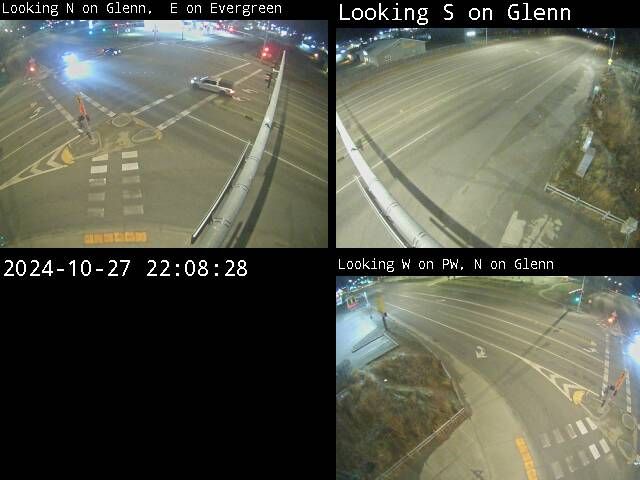 Looking N on Glenn, E on Evergreen
Looking S on Glenn
2024-10-27 22:08:28
Looking W on PW, N on Glenn